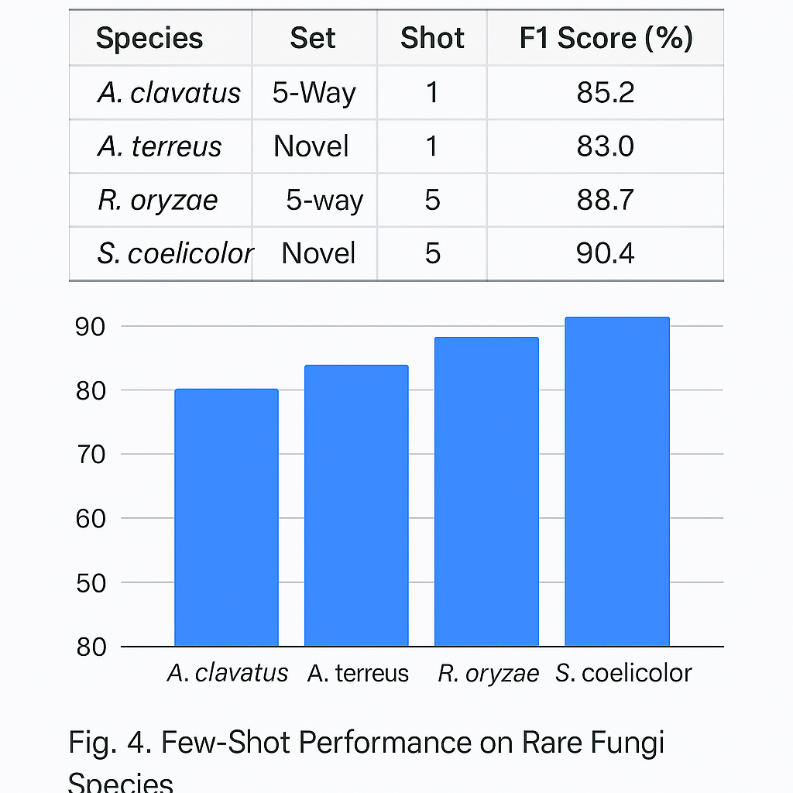 Species Set Shot F1 Score (%)
A. clavatus 5-Way 1 85.2
A. terreus Novel 1 83.0
R. oryzae 5-way 5 88.7
S. coelicolor Novel 5 90.4
90
80
70
60
50
80
A. clavatus A. terreus R. oryzae S. coelicolor
Fig. 4. Few-Shot Performance on Rare Fungi
Species